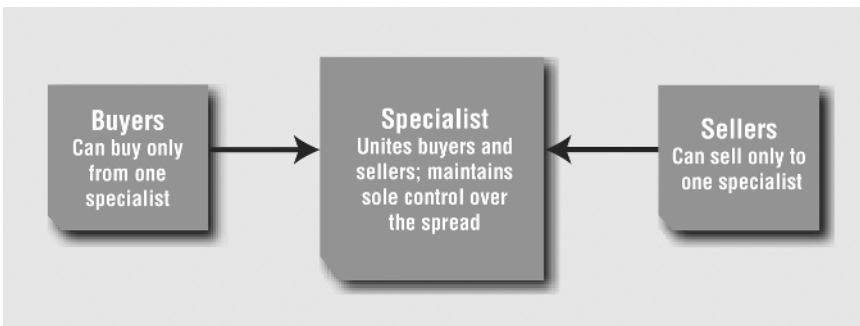 Buyers
Can buy only
from one
specialist
Specialist
Unites buyers and
sellers; maintains
sole control over
the spread
Sellers
Can sell only to
one specialist